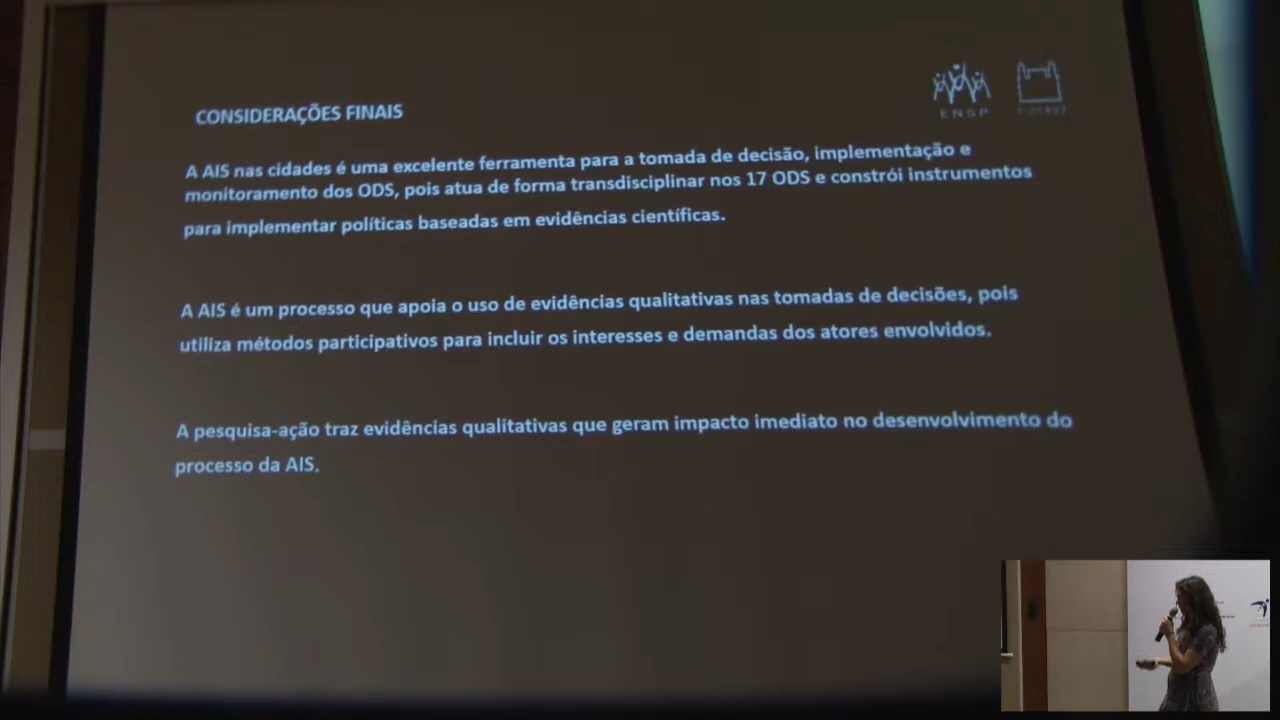 ENSP
CONSIDERAÇÕES FINAIS
A AIS nas cidades é uma excelente ferramenta para a tomada de decisão, implementação e
monitoramento dos ODS, pois atua de forma transdisciplinar nos 17 ODS e constrói instrumentos
para implementar políticas baseadas em evidências científicas.
A AIS é um processo que apoia o uso de evidências qualitativas nas tomadas de decisões, pois
utiliza métodos participativos para incluir os interesses e demandas dos atores envolvidos.
A pesquisa-ação traz evidências qualitativas que geram impacto imediato no desenvolvimento do
processo da AIS.